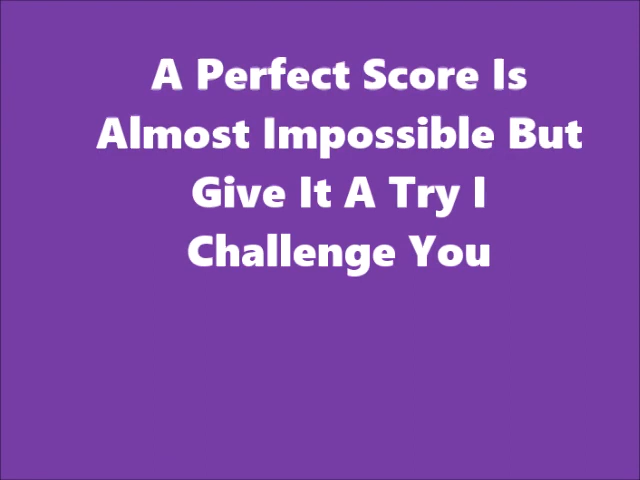 A Perfect Score Is
Almost Impossible But
Give It A Try I
Challenge You